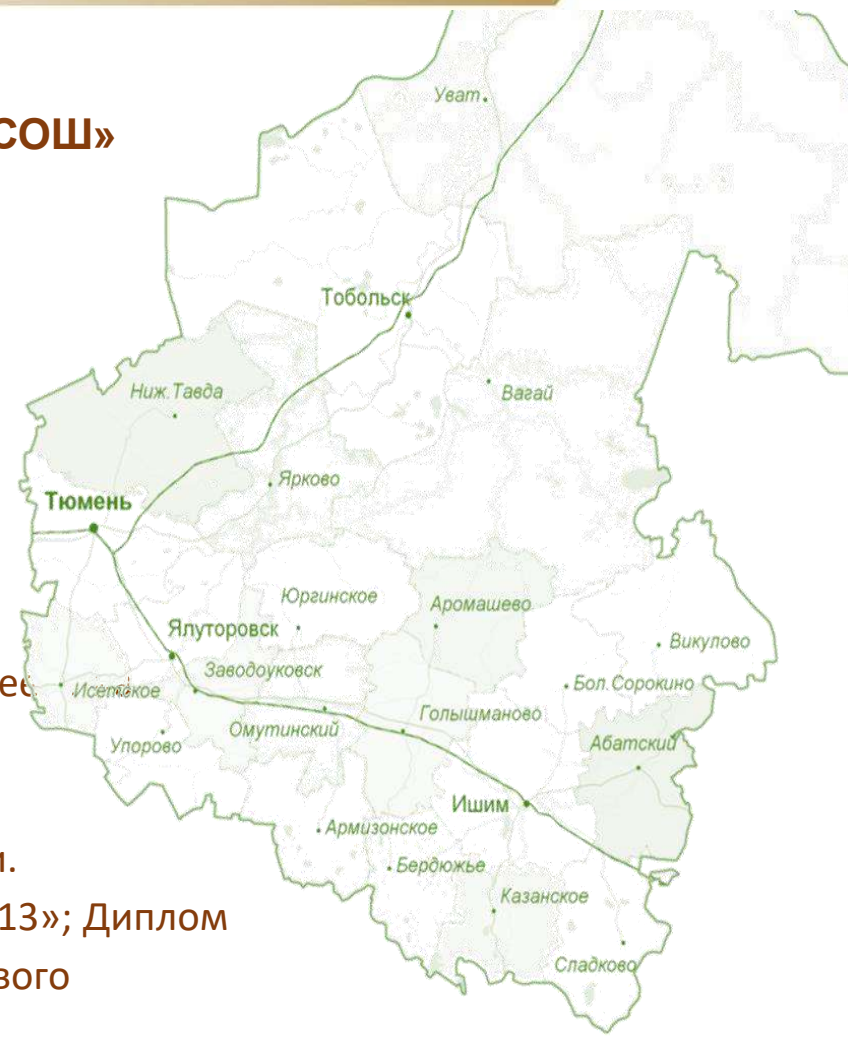 Уват
СОШ»
Тобольск
Ниж.Тавда
Вагай
Ярково
Тюмень
Юргинское
Аромашево
Ялуторовск
Викулово
Заводоуковск
Бол.Сорокино
ее
Исетское
Голышманово
Омутинский
Упорово
Абатский
Ишим
Армизонское
и.
Бердюжье
Казанское
13»; Диплом
вого
Сладково